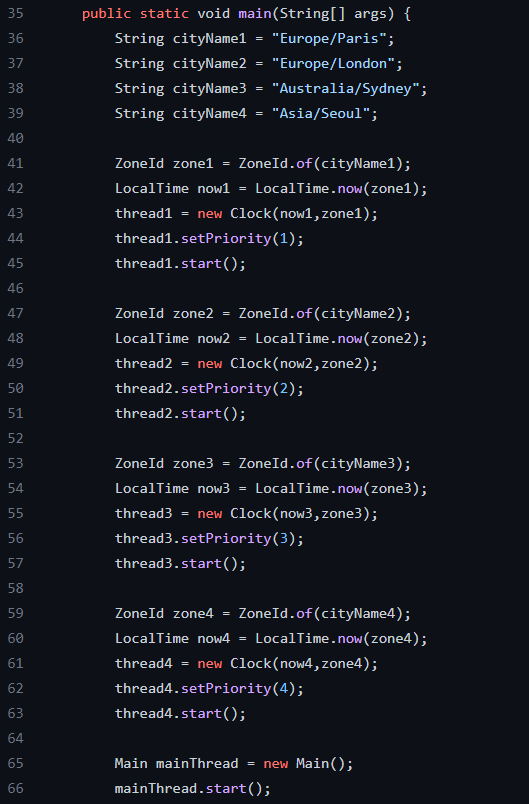 35 public static void main(String[] args) {
36 String cityName1 = "Europe/Paris";
37 String cityName2 = "Europe/London";
38 String cityName3 = "Australia/Sydney";
39 String cityName4 = "Asia/Seoul";
40
41 ZoneId zone1 = ZoneId.of(cityName1);
42 LocalTime now1 = LocalTime.now(zone1);
43 thread1 = new Clock(now1,zone1);
44 thread1.setPriority(1);
45 thread1.start();
46
47 ZoneId zone2 = ZoneId.of(cityName2);
48 LocalTime now2 = LocalTime.now(zone2);
49 thread2 = new Clock(now2,zone2);
50 thread2.setPriority(2);
51 thread2.start();
52
53 ZoneId zone3 = ZoneId.of(cityName3);
54 LocalTime now3 = LocalTime.now(zone3);
55 thread3 = new Clock(now3,zone3);
56 thread3.setPriority(3);
57 thread3.start();
58
59 ZoneId zone4 = ZoneId.of(cityName4);
60 LocalTime now4 = LocalTime.now(zone4);
61 thread4 = new Clock(now4,zone4);
62 thread4.setPriority(4);
63 thread4.start();
64
65 Main mainThread = new Main();
66 mainThread.start();